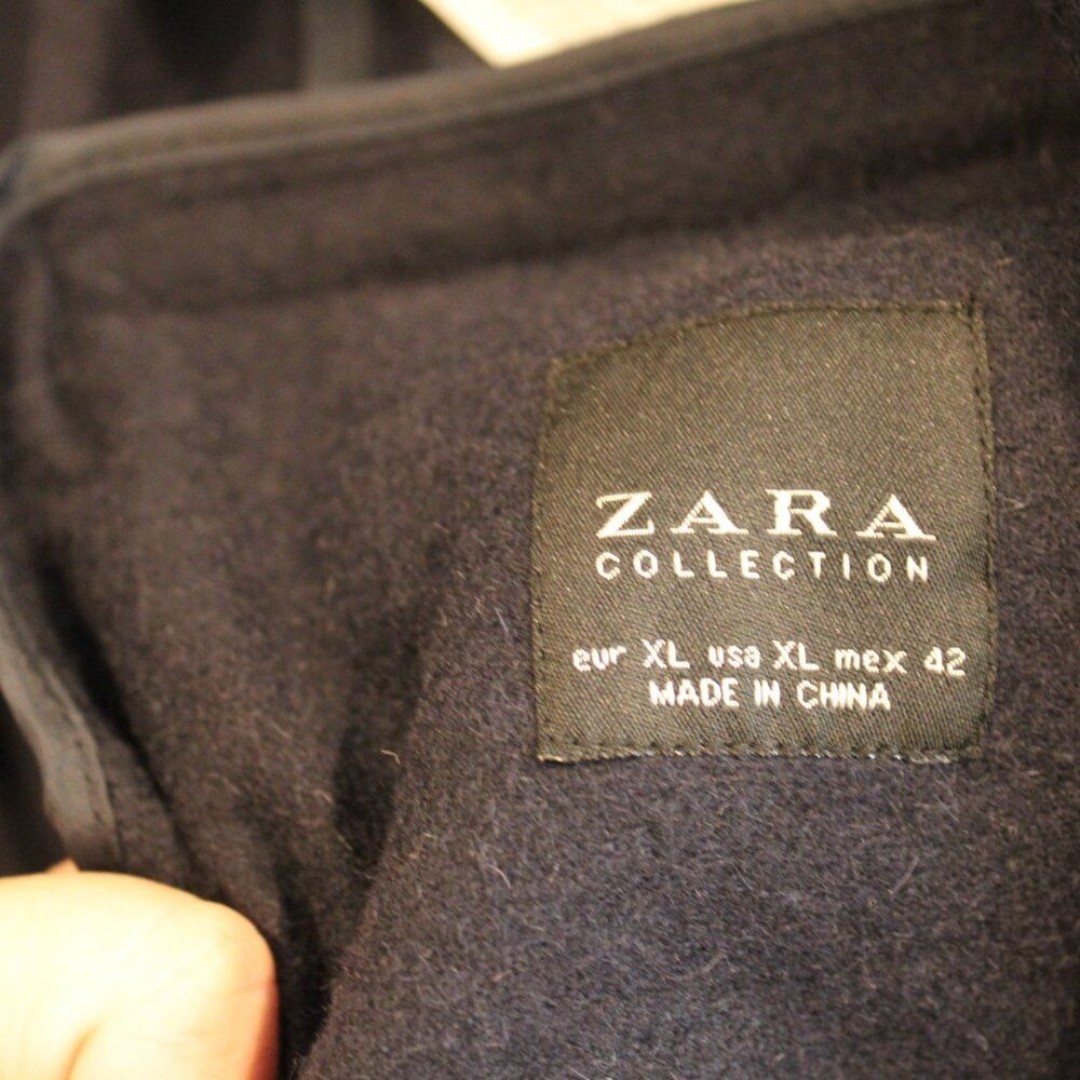 ZARA
COLLECTION
eur XL usa XL mex 42
MADE IN CHINA